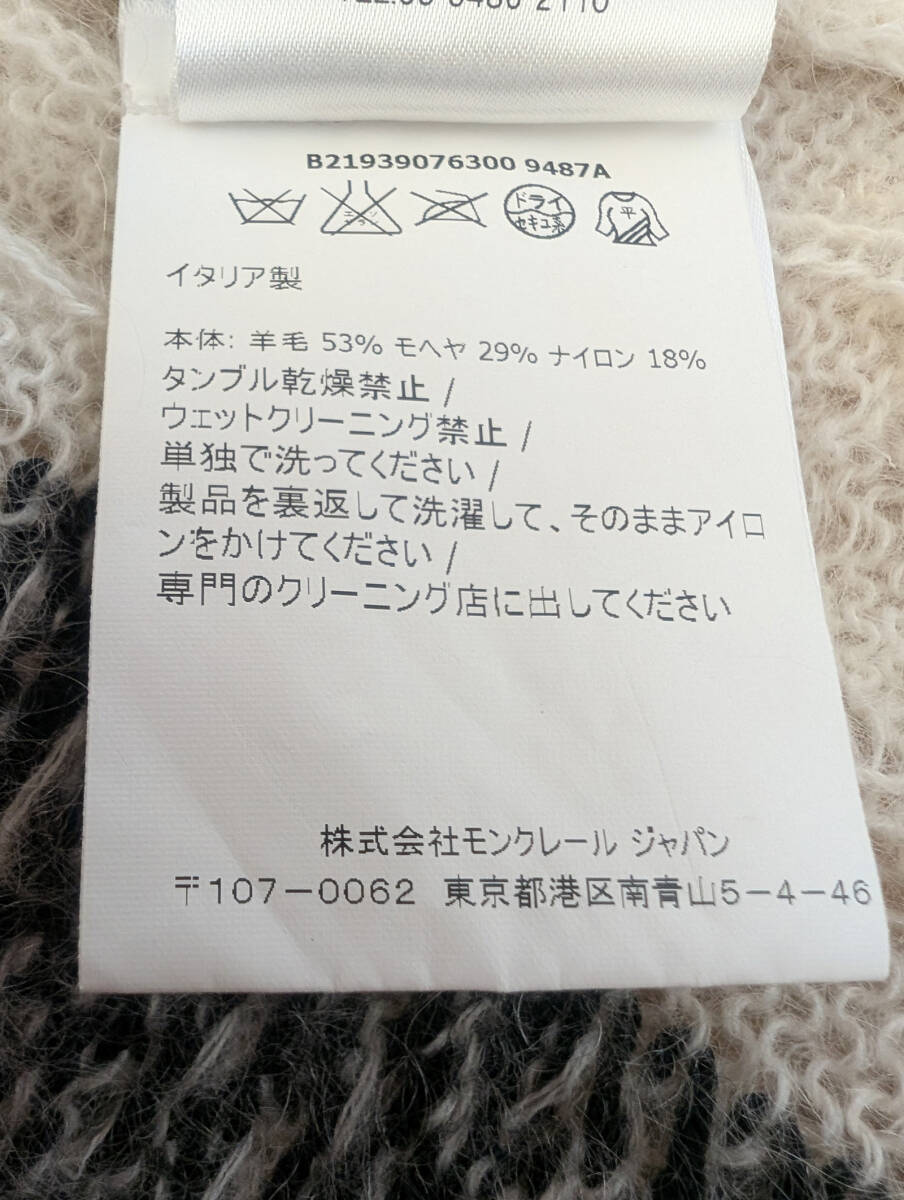 B21939076300 9487A
ドライ
セキユ系
平
イタリア製
本体: 羊毛 53% モヘヤ 29% ナイロン 18%
タンブル乾燥禁止 /
ウェットクリーニング禁止 /
単独で洗ってください /
製品を裏返して洗濯して、そのままアイロ
ンをかけてください /
専門のクリーニング店に出してください
株式会社モンクレール ジャパン
〒107-0062 東京都港区南青山5-4-46